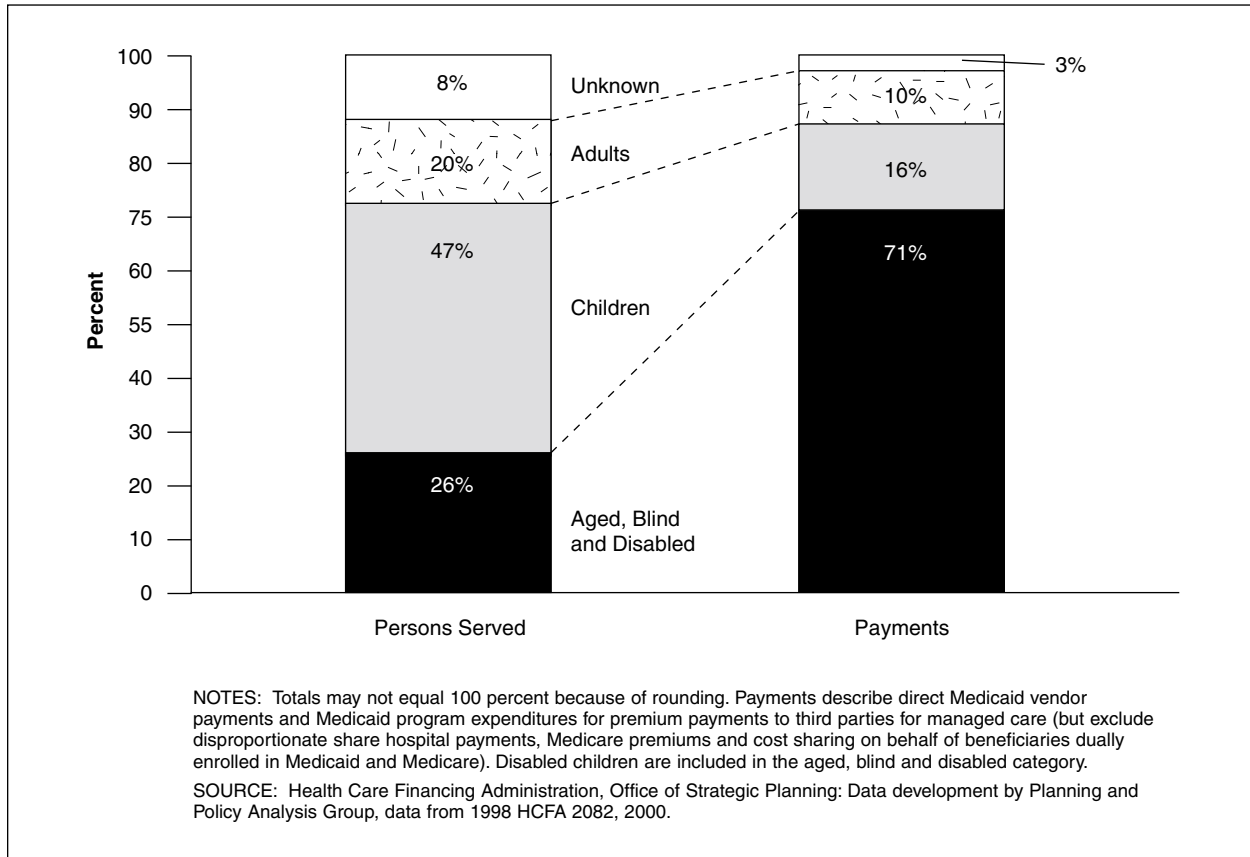 100
90
80
75
60
55
40
30
20
10
0
Percent
8%
20%
47%
26%
Unknown
Adults
Children
Aged, Blind
and Disabled
3%
10%
16%
71%
Persons Served
Payments
NOTES: Totals may not equal 100 percent because of rounding. Payments describe direct Medicaid vendor
payments and Medicaid program expenditures for premium payments to third parties for managed care (but exclude
disproportionate share hospital payments, Medicare premiums and cost sharing on behalf of beneficiaries dually
enrolled in Medicaid and Medicare). Disabled children are included in the aged, blind and disabled category.
SOURCE: Health Care Financing Administration, Office of Strategic Planning: Data development by Planning and
Policy Analysis Group, data from 1998 HCFA 2082, 2000.